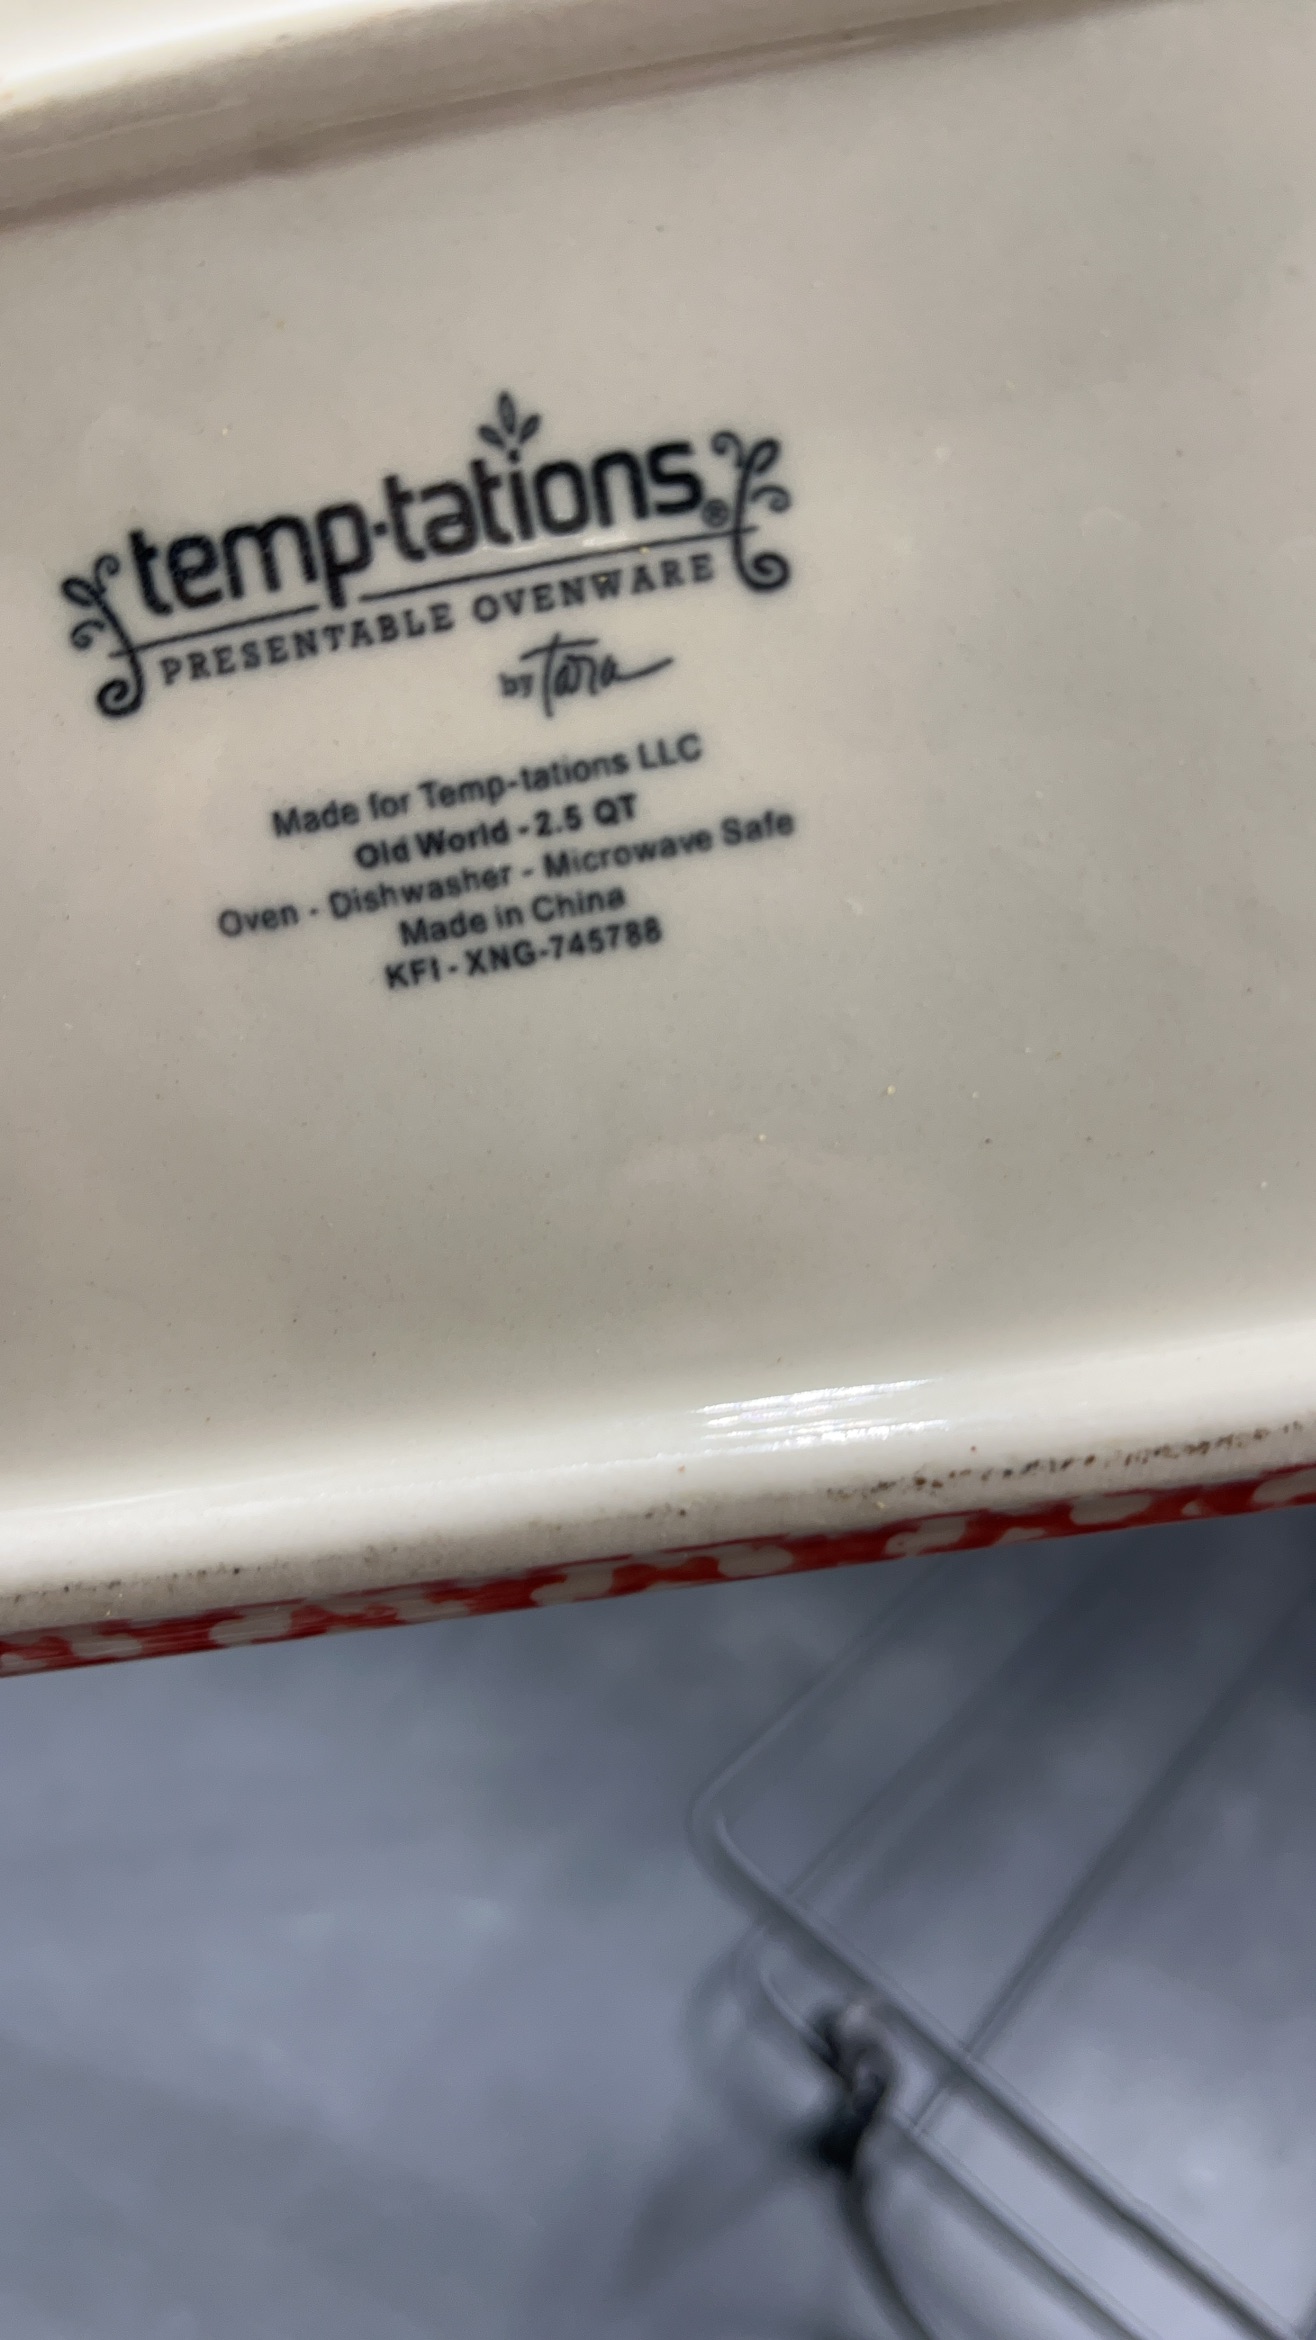 temp·tations®
PRESENTABLE OVENWARE
by Tara
Made for Temp-tations LLC
Old World - 2.5 QT
Oven - Dishwasher - Microwave Safe
Made in China
KFI - XNG-745788